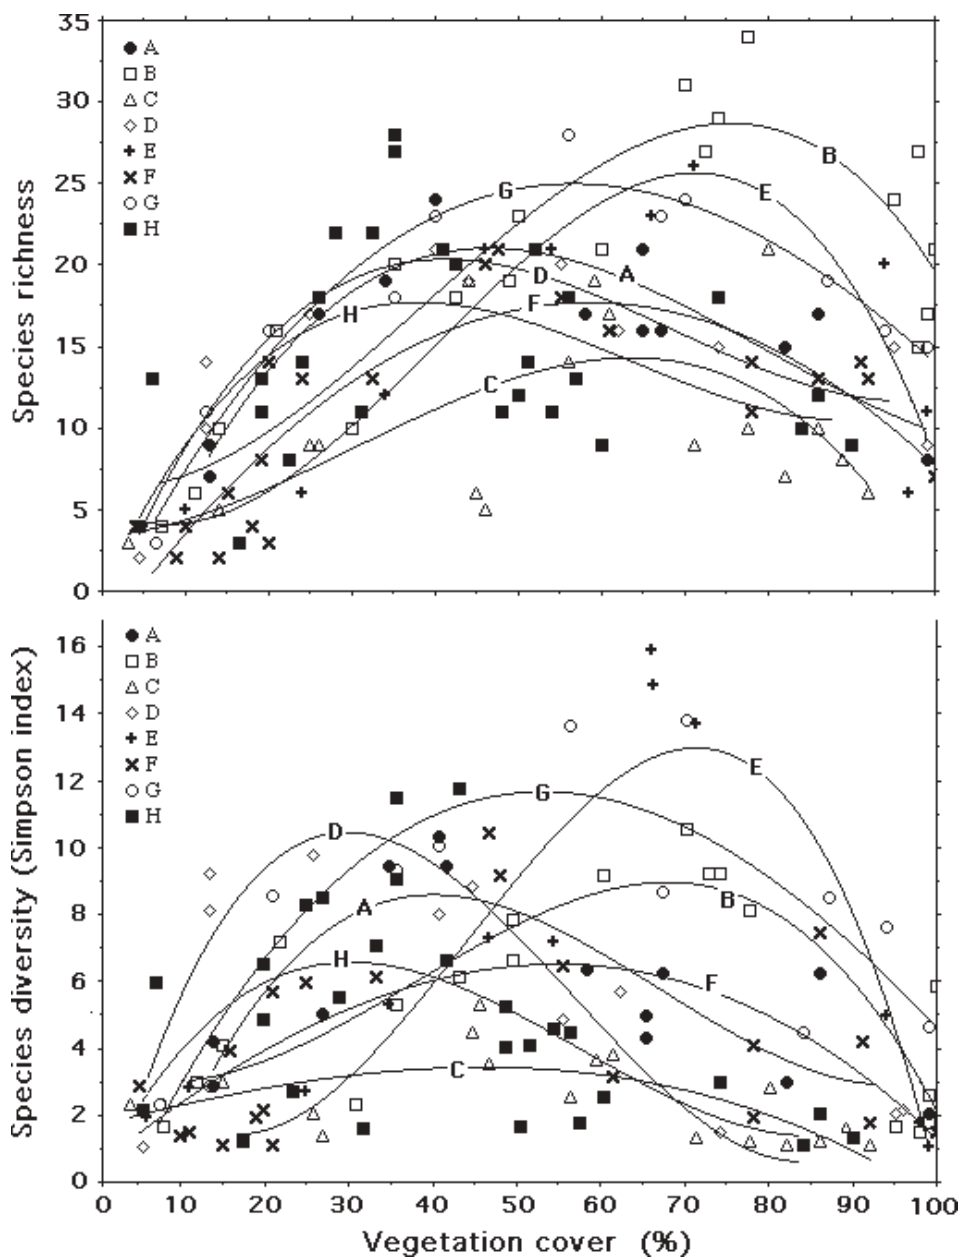 35
30
25
20
15
10
5
0
Species richness
A
B
C
D
E
F
G
H
B
E
G
A
D
F
H
C
16
14
12
10
8
6
4
2
0
Species diversity (Simpson index)
A
B
C
D
E
F
G
H
E
G
D
B
A
F
H
C
0 10 20 30 40 50 60 70 80 90 100
Vegetation cover (%)